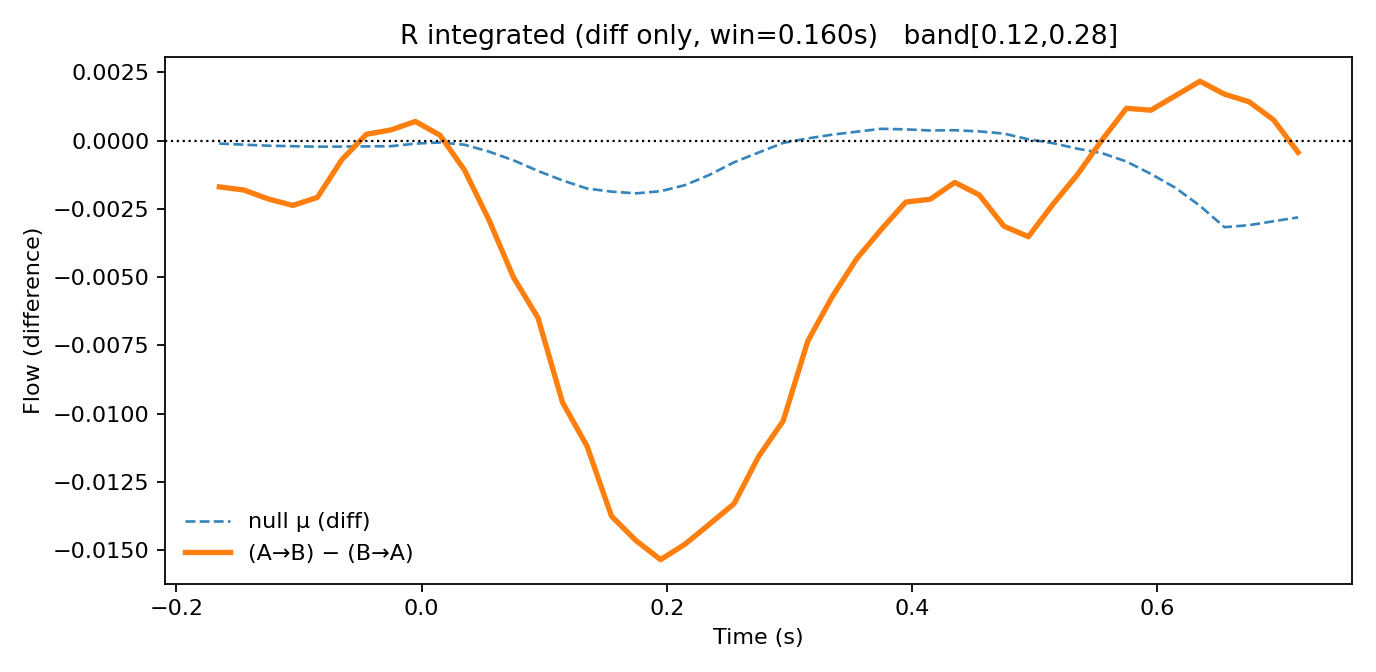 R integrated (diff only, win=0.160s)   band[0.12,0.28]
Flow (difference)
0.0025
0.0000
−0.0025
−0.0050
−0.0075
−0.0100
−0.0125
−0.0150
null μ (diff)
(A→B) − (B→A)
−0.2
0.0
0.2
0.4
0.6
Time (s)